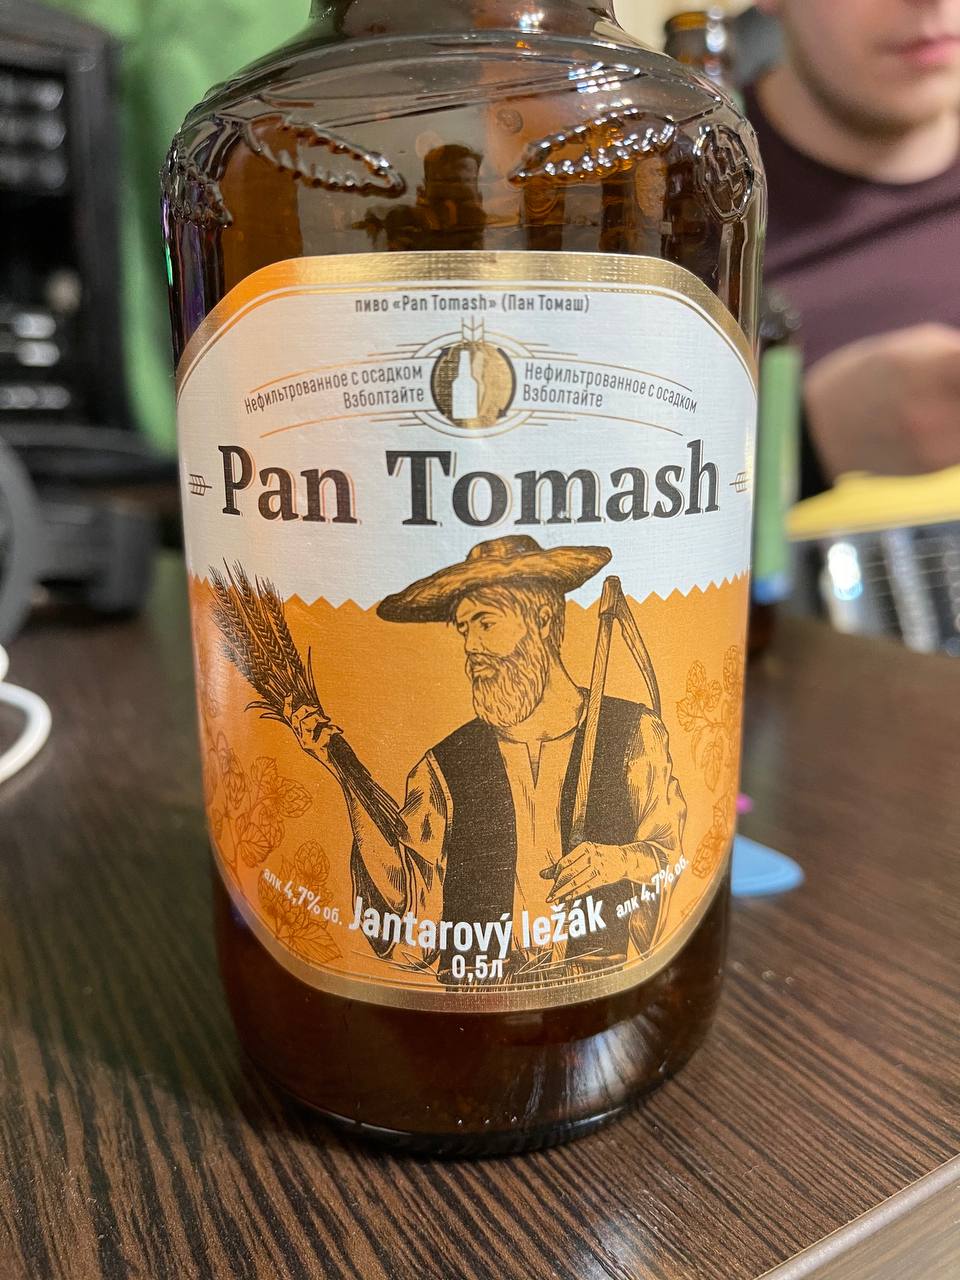 пиво «Pan Tomash» (Пан Томаш)
Нефильтрованное с осадком
Взболтайте
Нефильтрованное с осадком
Взболтайте
Pan Tomash
алк 4,7% об.
Jantarový ležák
алк 4,7% об.
0,5л